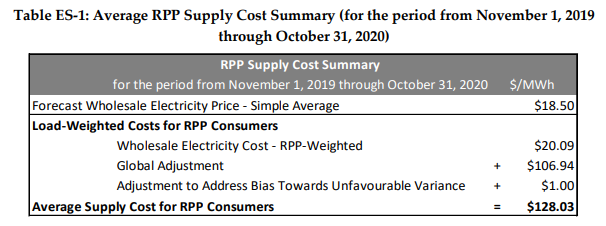 Table ES-1: Average RPP Supply Cost Summary (for the period from November 1, 2019
through October 31, 2020)
RPP Supply Cost Summary
for the period from November 1, 2019 through October 31, 2020 $/MWh
Forecast Wholesale Electricity Price - Simple Average $18.50
Load-Weighted Costs for RPP Consumers
Wholesale Electricity Cost - RPP-Weighted $20.09
Global Adjustment + $106.94
Adjustment to Address Bias Towards Unfavourable Variance + $1.00
Average Supply Cost for RPP Consumers = $128.03